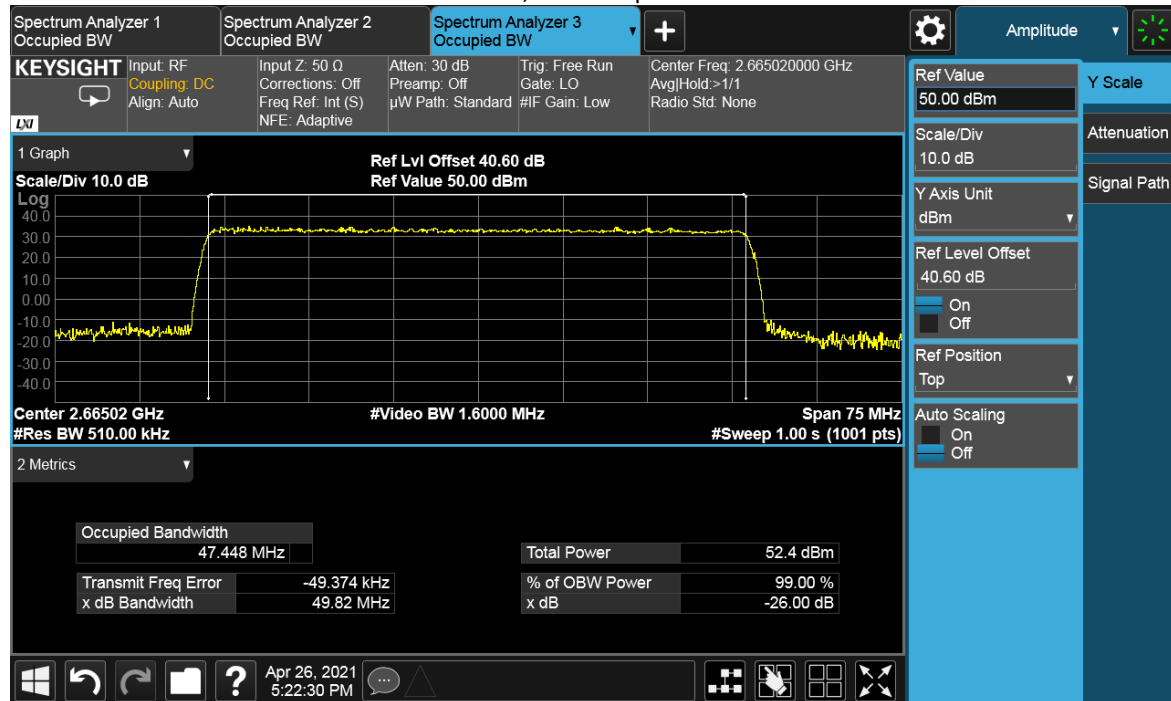 Spectrum Analyzer 1
Occupied BW
Spectrum Analyzer 2
Occupied BW
Spectrum Analyzer 3
Occupied BW
Amplitude
KEYSIGHT
LXI
Input: RF
Coupling: DC
Align: Auto
Input Z: 50 Ω
Corrections: Off
Freq Ref: Int (S)
NFE: Adaptive
Atten: 30 dB
Preamp: Off
µW Path: Standard
Trig: Free Run
Gate: LO
#IF Gain: Low
Center Freq: 2.665020000 GHz
Avg|Hold:>1/1
Radio Std: None
1 Graph
Scale/Div 10.0 dB
Ref Lvl Offset 40.60 dB
Ref Value 50.00 dBm
Log
40.0
30.0
20.0
10.0
0.00
-10.0
-20.0
-30.0
-40.0
Center 2.66502 GHz
#Video BW 1.6000 MHz
Span 75 MHz
#Res BW 510.00 kHz
#Sweep 1.00 s (1001 pts)
2 Metrics
Occupied Bandwidth
47.448 MHz
Total Power 52.4 dBm
Transmit Freq Error -49.374 kHz
% of OBW Power 99.00 %
x dB Bandwidth 49.82 MHz
x dB -26.00 dB
Ref Value
50.00 dBm
Scale/Div
10.0 dB
Y Axis Unit
dBm
Ref Level Offset
40.60 dB
On
Off
Ref Position
Top
Auto Scaling
On
Off
Y Scale
Attenuation
Signal Path
?
Apr 26, 2021
5:22:30 PM